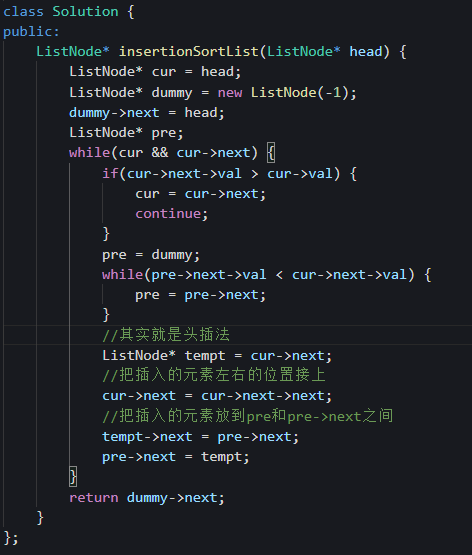 class Solution {
public:
    ListNode* insertionSortList(ListNode* head) {
        ListNode* cur = head;
        ListNode* dummy = new ListNode(-1);
        dummy->next = head;
        ListNode* pre;
        while(cur && cur->next) {
            if(cur->next->val > cur->val) {
                cur = cur->next;
                continue;
            }
            pre = dummy;
            while(pre->next->val < cur->next->val) {
                pre = pre->next;
            }
            //其实就是头插法
            ListNode* tempt = cur->next;
            //把插入的元素左右的位置接上
            cur->next = cur->next->next;
            //把插入的元素放到pre和pre->next之间
            tempt->next = pre->next;
            pre->next = tempt;
        }
        return dummy->next;
    }
};